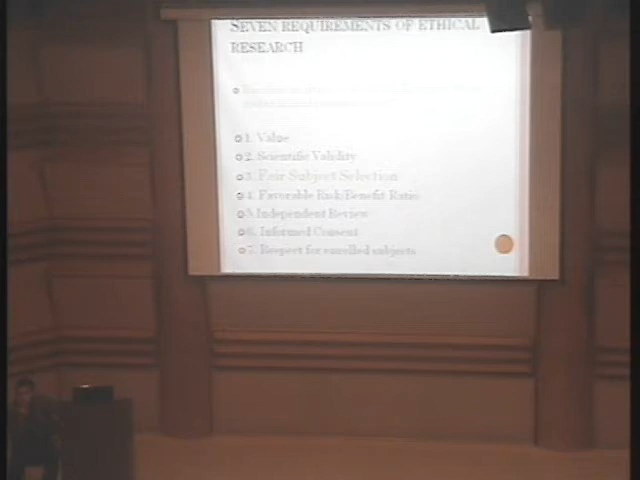 SEVEN REQUIREMENTS OF ETHICAL
RESEARCH
1. Value
2. Scientific Validity
3. Fair Subject Selection
4. Favorable Risk/Benefit Ratio
5. Independent Review
6. Informed Consent
7. Respect for enrolled subjects